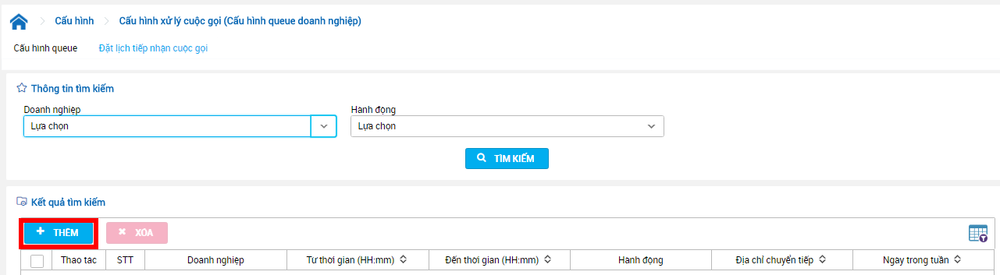 Cấu hình Cấu hình xử lý cuộc gọi (Cấu hình queue doanh nghiệp)
Cấu hình queue Đặt lịch tiếp nhận cuộc gọi
Thông tin tìm kiếm
Doanh nghiệp Hành động
Lựa chọn Lựa chọn
TÌM KIẾM
Kết quả tìm kiếm
THÊM XÓA
Thao tác STT Doanh nghiệp Từ thời gian (HH:mm) Đến thời gian (HH:mm) Hành động Địa chỉ chuyển tiếp Ngày trong tuần